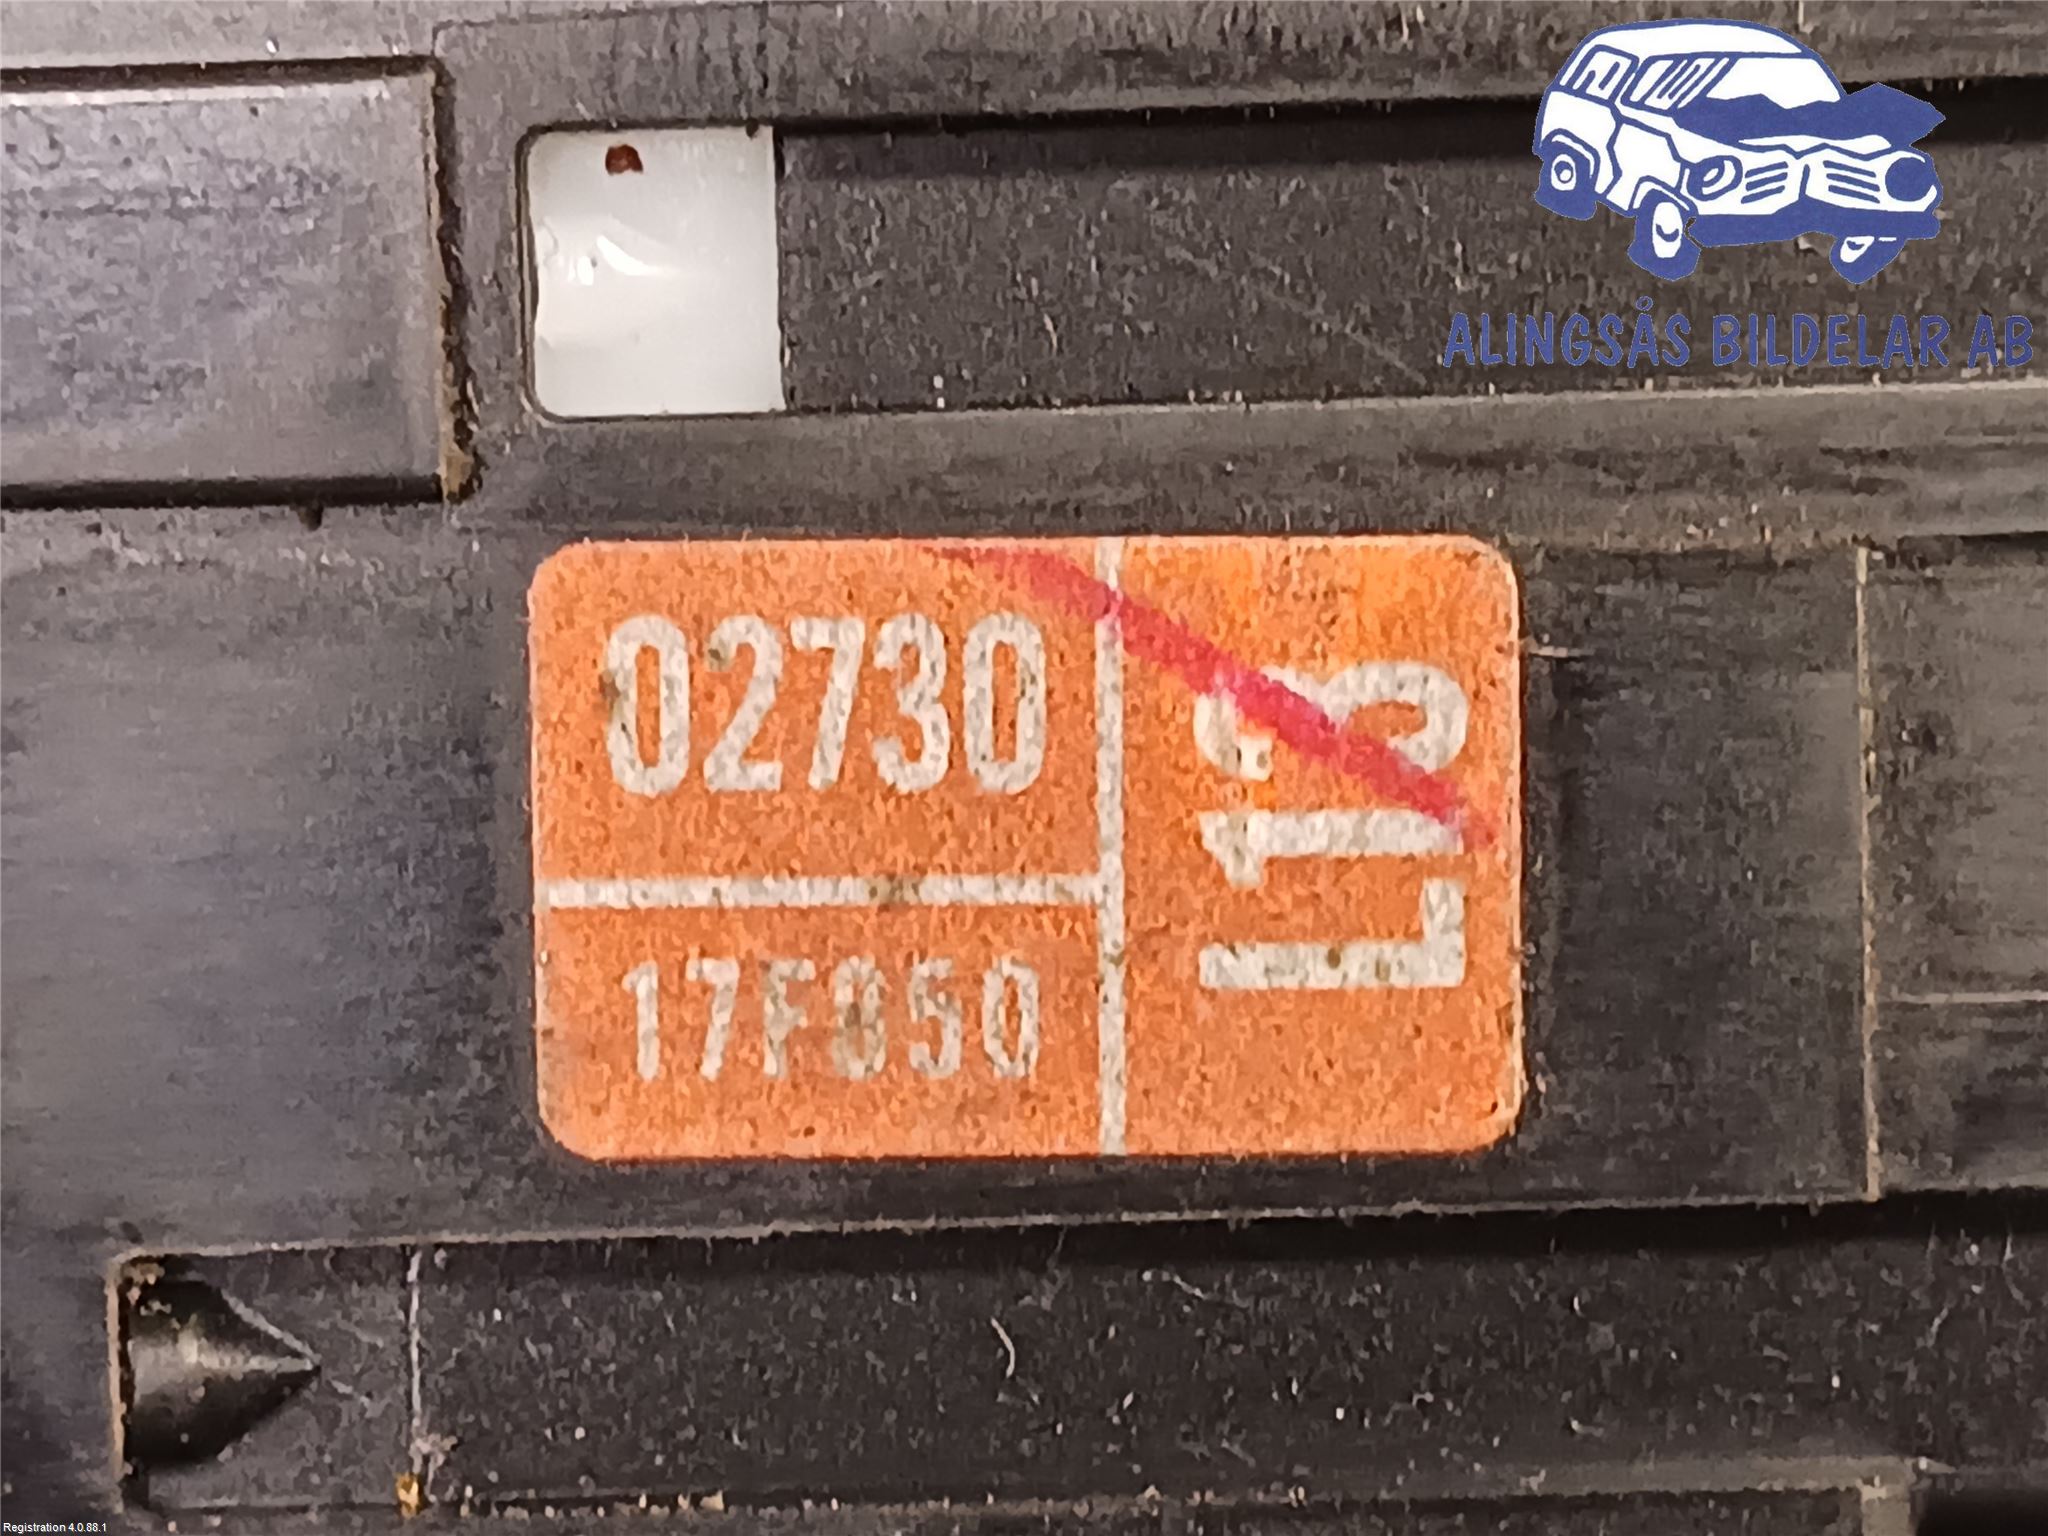 ALINGSÅS BILDELAR AB
02730
17F850
L13
Registration 4.0.88.1